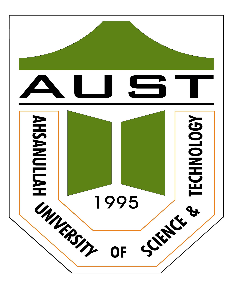 AUST
1995
AHSANULLAH UNIVERSITY OF SCIENCE & TECHNOLOGY